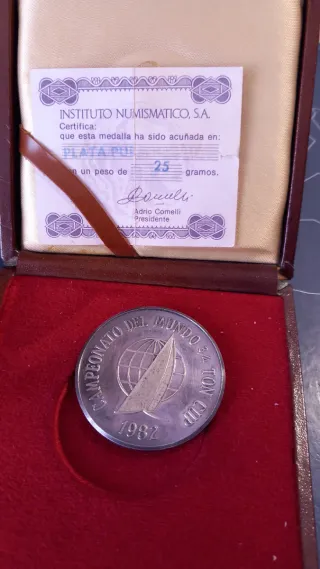 INSTITUTO NUMISMATICO, S.A.
Certifica:
que esta medalla ha sido acuñada en:
PLATA PU
un peso de 25 gramos.
Adrio Comelli
Presidente
CAMPEONATO DEL MUNDO ¾ TON CUP
1982